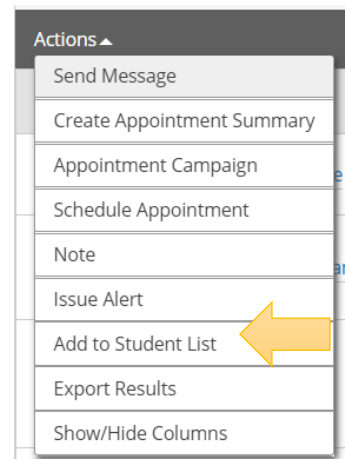 Actions
Send Message
Create Appointment Summary
Appointment Campaign
Schedule Appointment
Note
Issue Alert
Add to Student List
Export Results
Show/Hide Columns